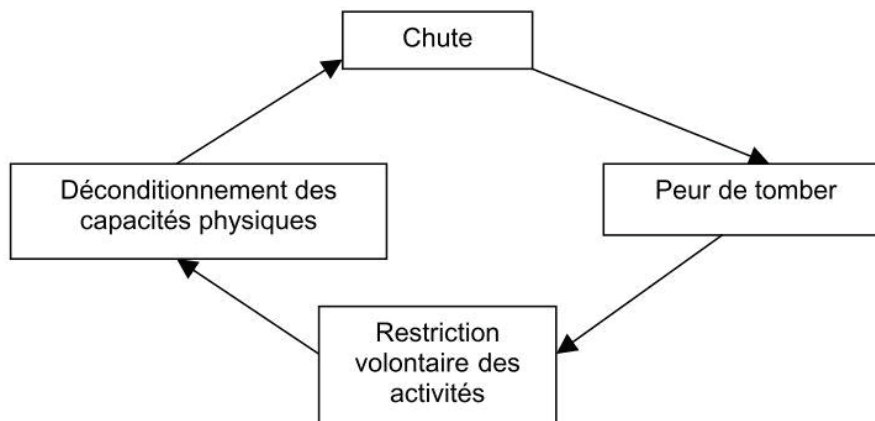 Chute
Peur de tomber
Restriction
volontaire des
activités
Déconditionnement des
capacités physiques